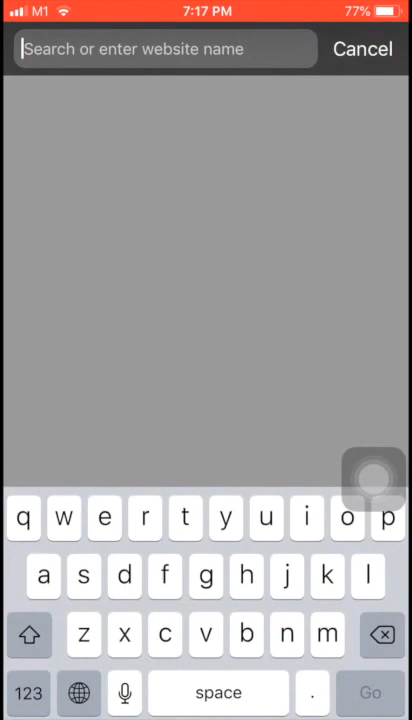 M1 7:17 PM 77%
Search or enter website name Cancel
q w e r t y u i o p
a s d f g h j k l
z x c v b n m
123 space . Go